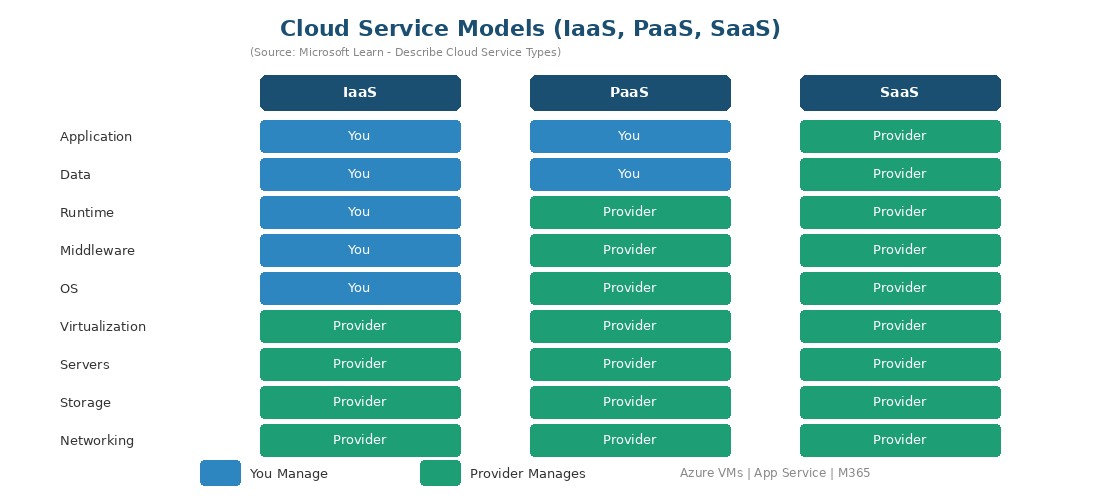 Cloud Service Models (IaaS, PaaS, SaaS)
(Source: Microsoft Learn - Describe Cloud Service Types)
IaaS PaaS SaaS
Application You You Provider
Data You You Provider
Runtime You Provider Provider
Middleware You Provider Provider
OS You Provider Provider
Virtualization Provider Provider Provider
Servers Provider Provider Provider
Storage Provider Provider Provider
Networking Provider Provider Provider
You Manage Provider Manages Azure VMs | App Service | M365